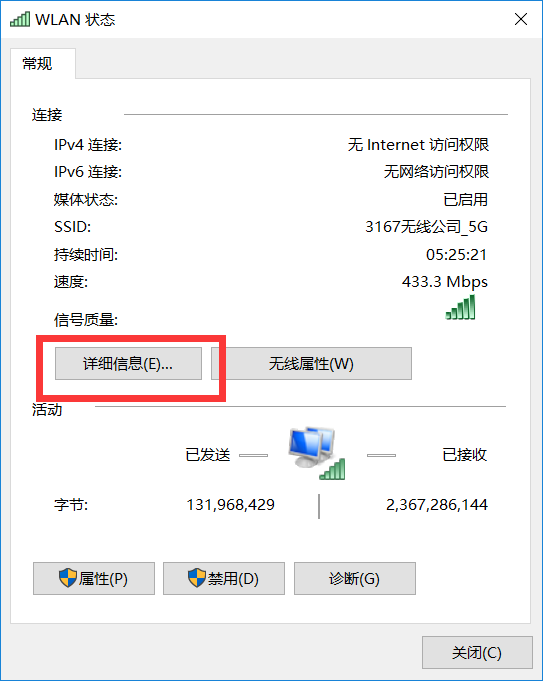 WLAN 状态
常规
连接
IPv4 连接: 无 Internet 访问权限
IPv6 连接: 无网络访问权限
媒体状态: 已启用
SSID: 3167无线公司_5G
持续时间: 05:25:21
速度: 433.3 Mbps
信号质量:
详细信息(E)... 无线属性(W)
活动
已发送 已接收
字节: 131,968,429 2,367,286,144
属性(P) 禁用(D) 诊断(G)
关闭(C)